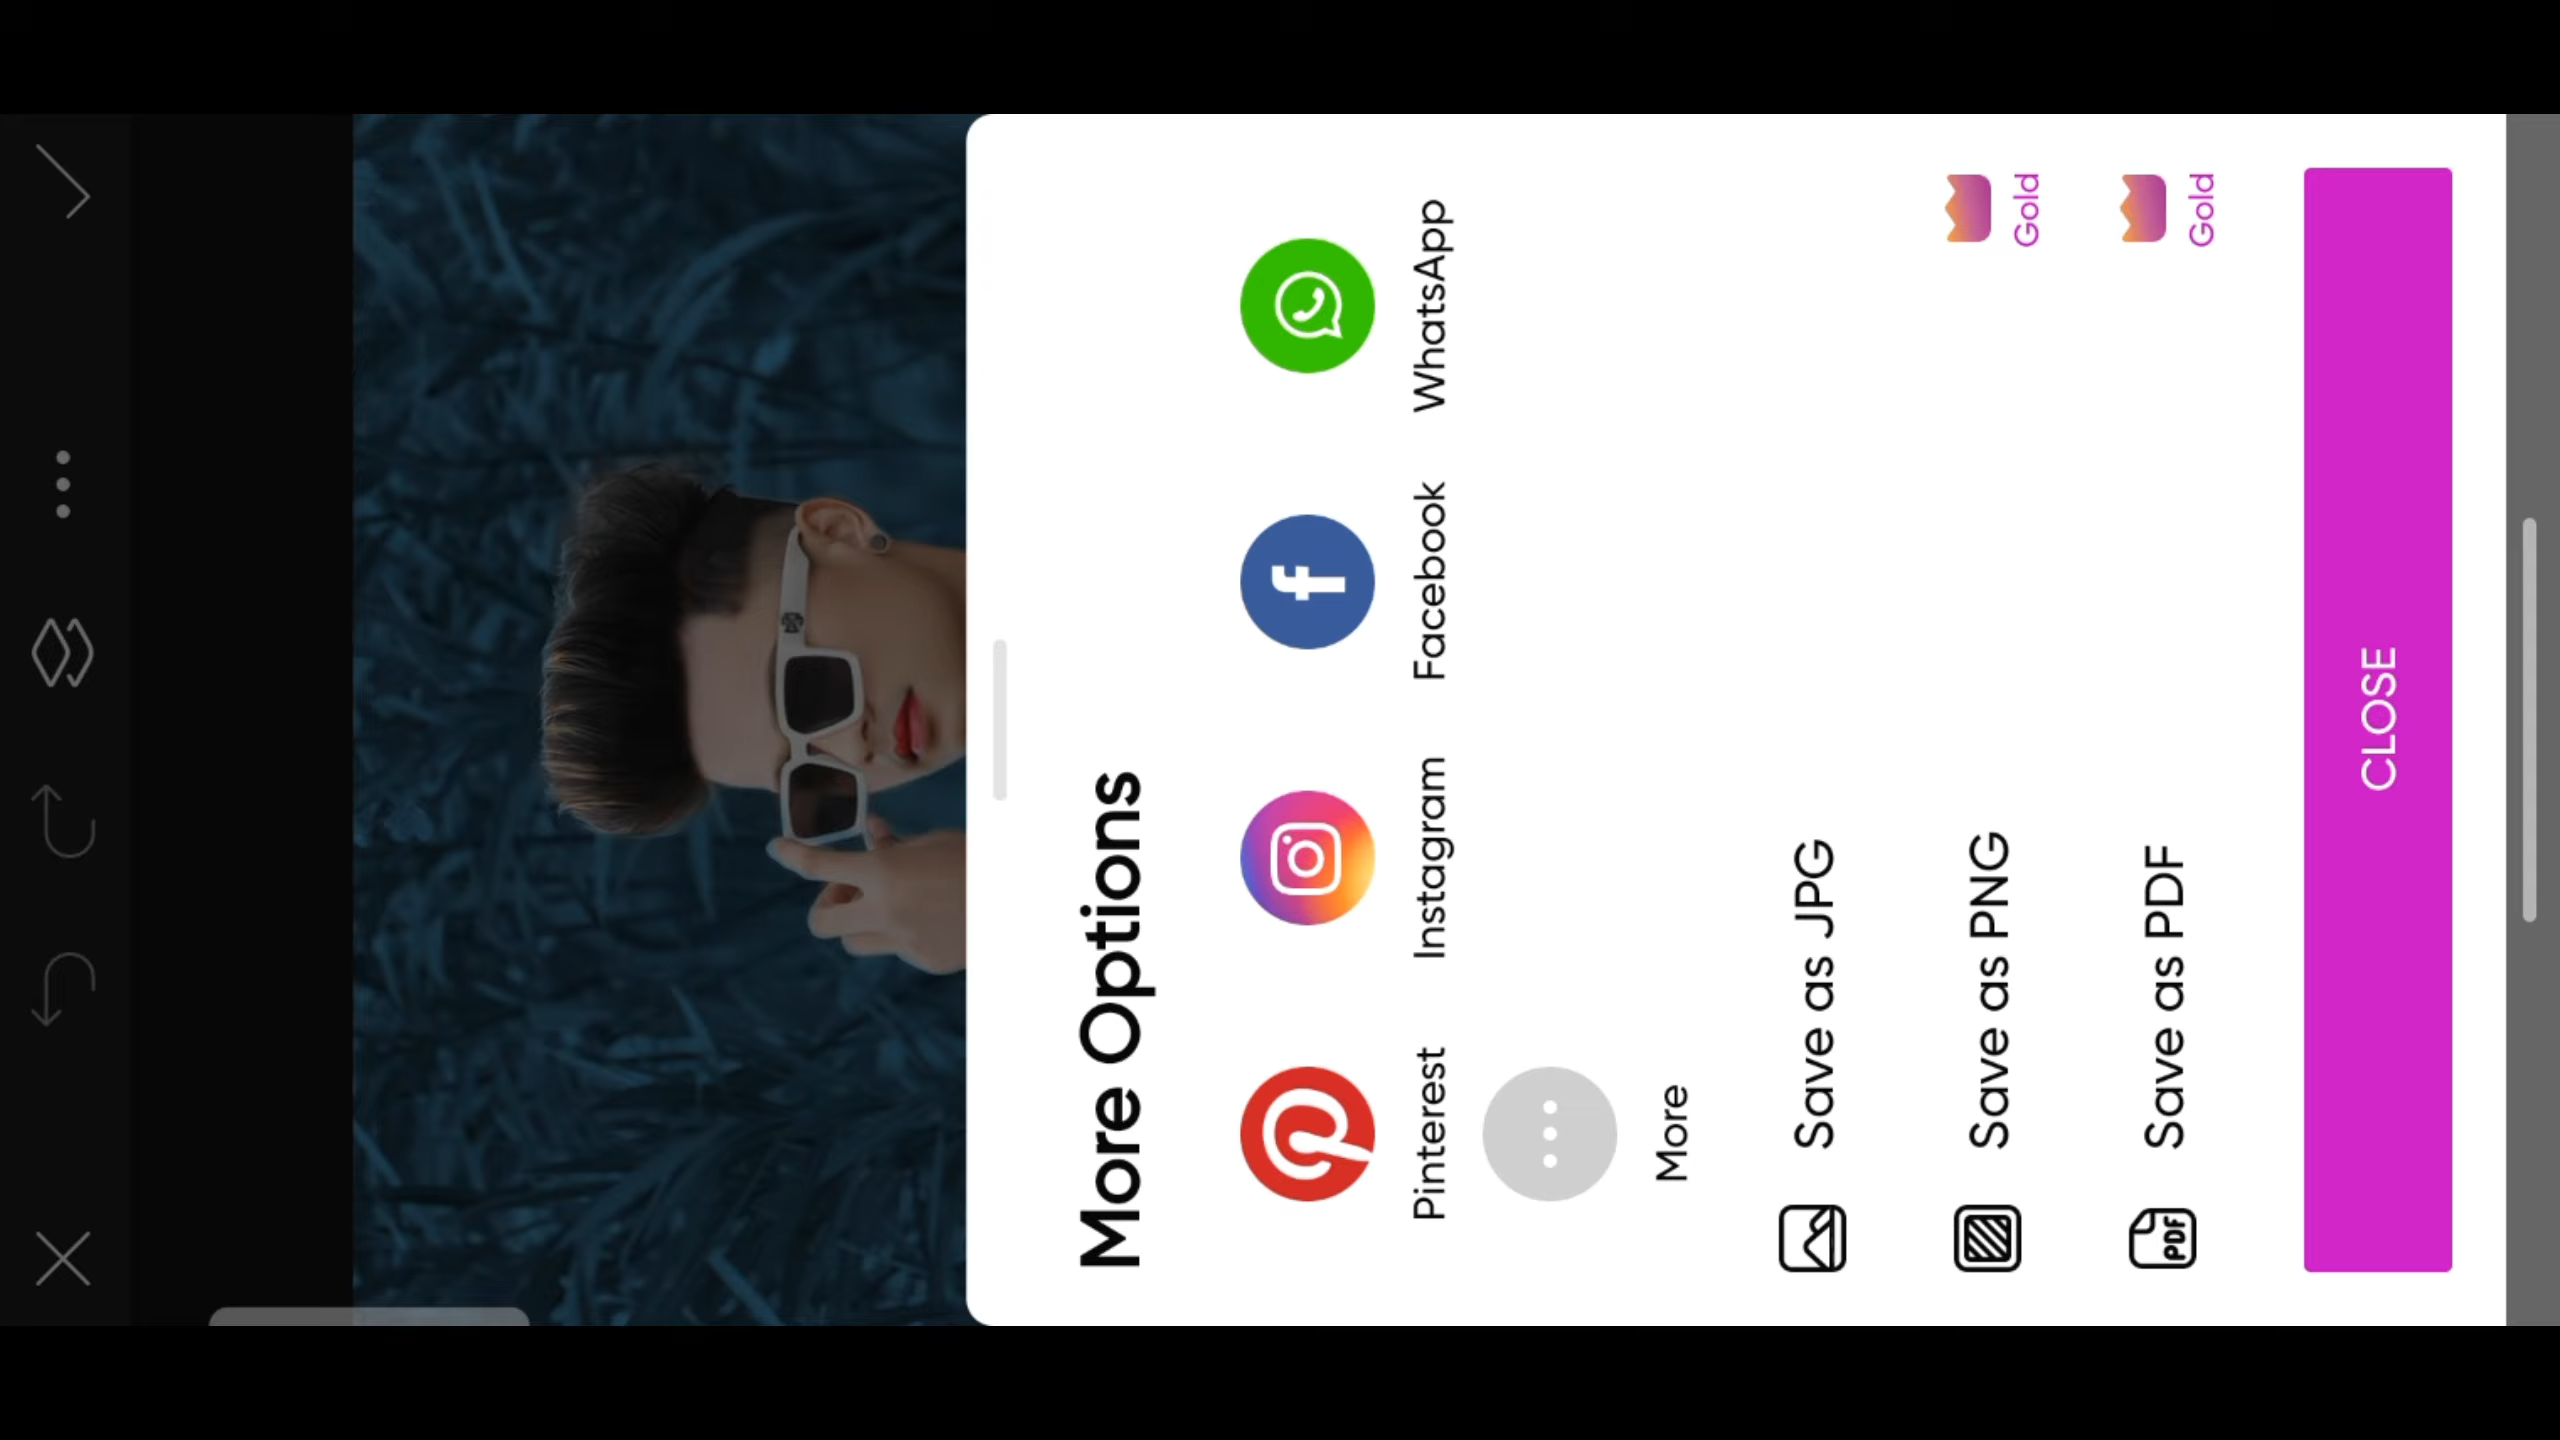 More Options
Pinterest Instagram Facebook WhatsApp
More
Save as JPG
Save as PNG Gold
PDF Save as PDF Gold
CLOSE